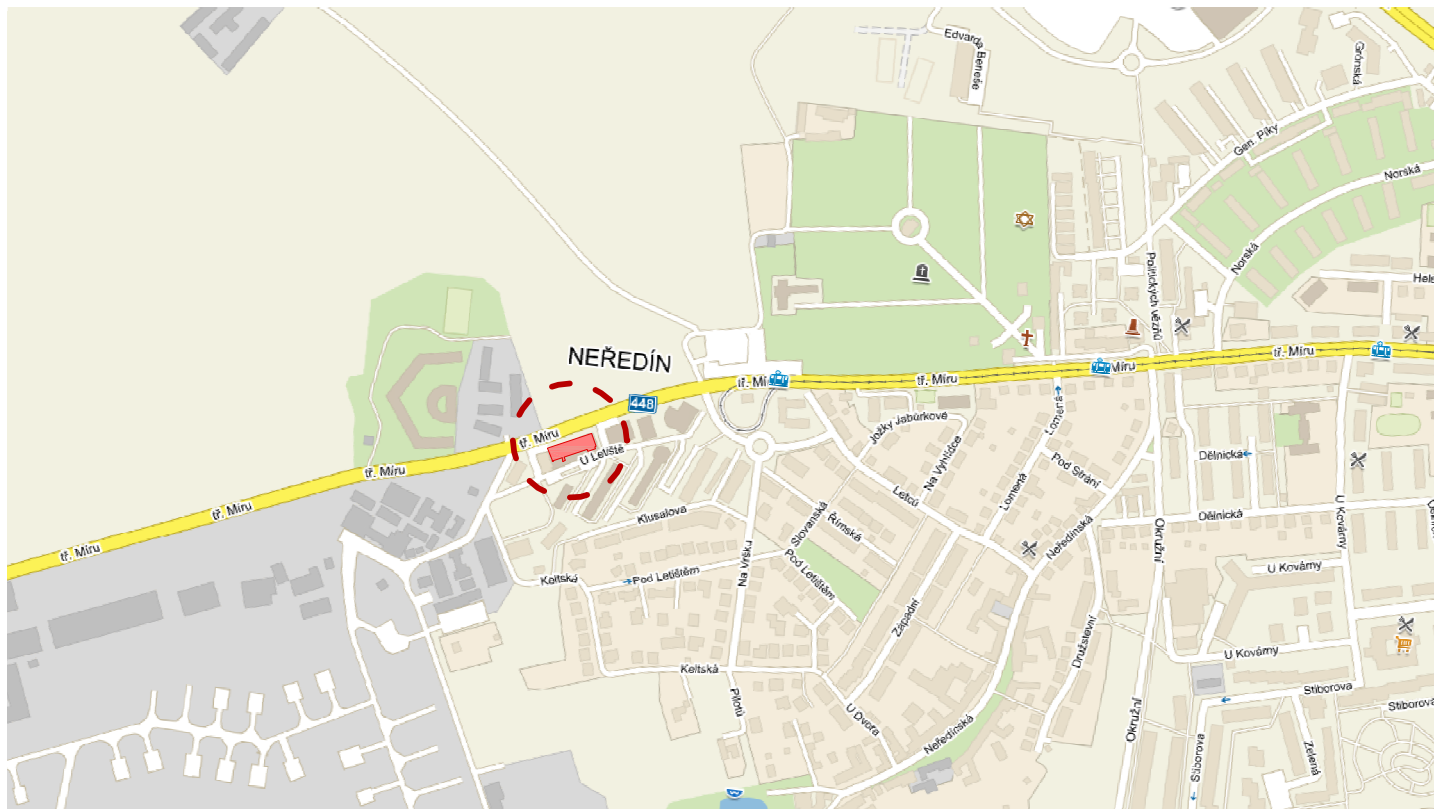 Edvarda Beneše
Grónská
Gen. Píky
Norská
Norská
Politických vězňů
NEŘEDÍN
448
tř. Míru
tř. Míru
tř. Míru
Míru
tř. Míru
tř. Míru
tř. Míru
tř. Míru
U Letiště
Jožky Jabůrkové
Lomená
Na Vyhlídce
Pod Strání
Dělnická
U Kovárny
Letců
Lomená
Klusalova
Slovanská
Římská
Neředínská
Dělnická
Okružní
Na Vršku
Keltská
Pod Letištěm
Pod Letištěm
U Kovárny
Západní
Družstevní
U Kovárny
Keltská
Pilotů
U Dvora
Neředínská
Okružní
Stiborova
Stiborova
Stiborova
Zelená